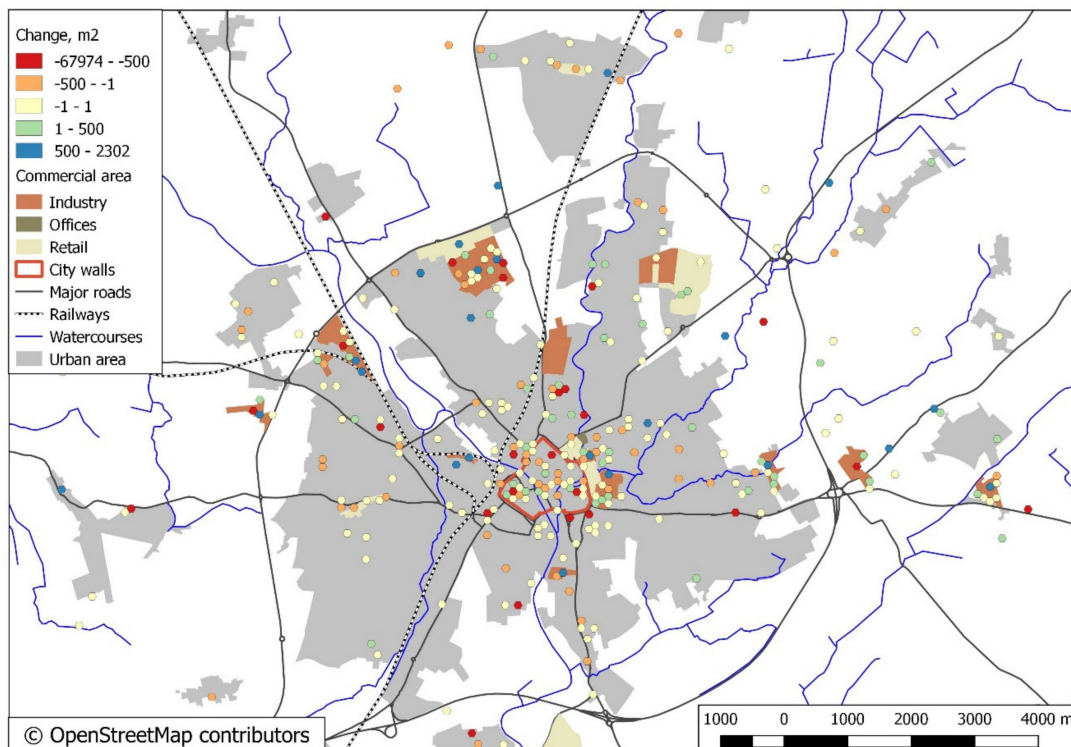 Change, m2
-67974 - -500
-500 - -1
-1 - 1
1 - 500
500 - 2302
Commercial area
Industry
Offices
Retail
City walls
Major roads
Railways
Watercourses
Urban area
© OpenStreetMap contributors
1000 0 1000 2000 3000 4000 m